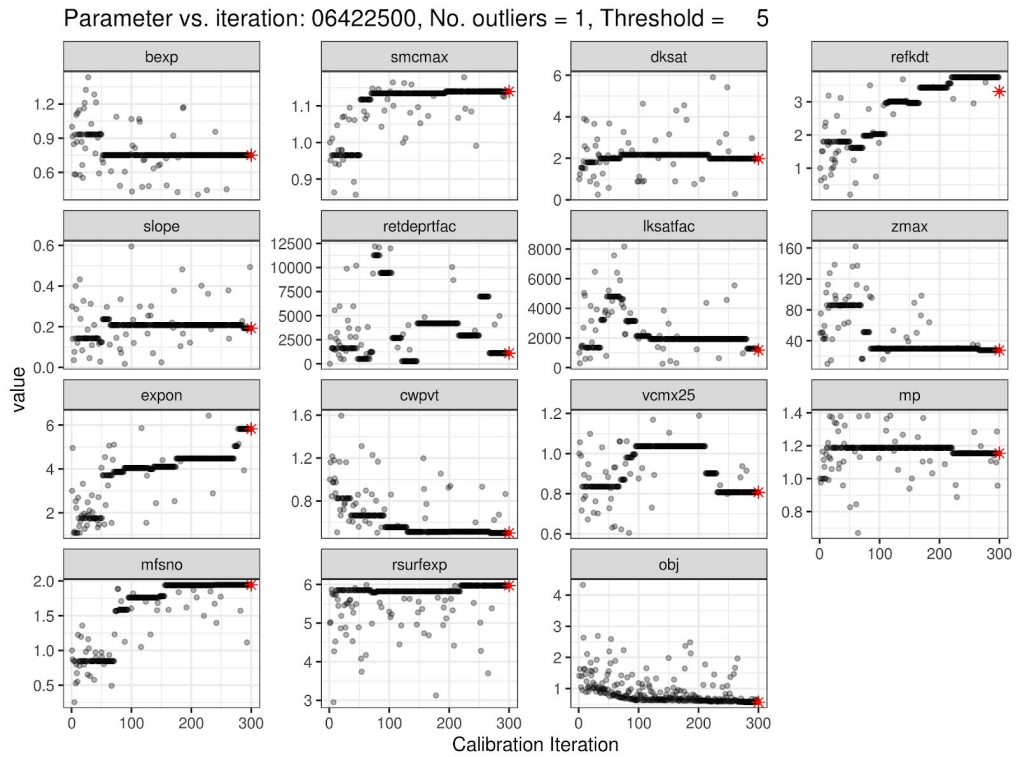 Parameter vs. iteration: 06422500, No. outliers = 1, Threshold = 5
bexp smcmax dksat refkdt
1.2 0.9 0.6
1.1 1.0 0.9
6 4 2 0
3 2 1
slope retdeprtfac lksatfac zmax
0.6 0.4 0.2 0.0
12500 10000 7500 5000 2500 0
8000 6000 4000 2000 0
160 120 80 40
value
expon cwpvt vcmx25 mp
6 4 2
1.6 1.2 0.8
1.2 1.0 0.8 0.6
1.4 1.2 1.0 0.8
0 100 200 300
mfsno rsurfexp obj
2.0 1.5 1.0 0.5
6 5 4 3
4 3 2 1
0 100 200 300 0 100 200 300 0 100 200 300
Calibration Iteration